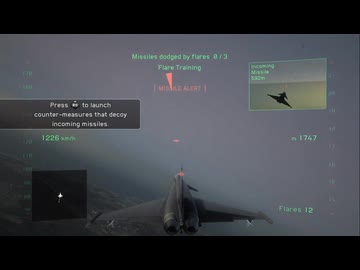 Missiles dodged by flares 0 / 3
Flare Training
[ MISSILE ALERT ]
Incoming
Missile
592m
Press to launch
counter-measures that decoy
incoming missiles.
1226 km/h
m 1747
Flares 12